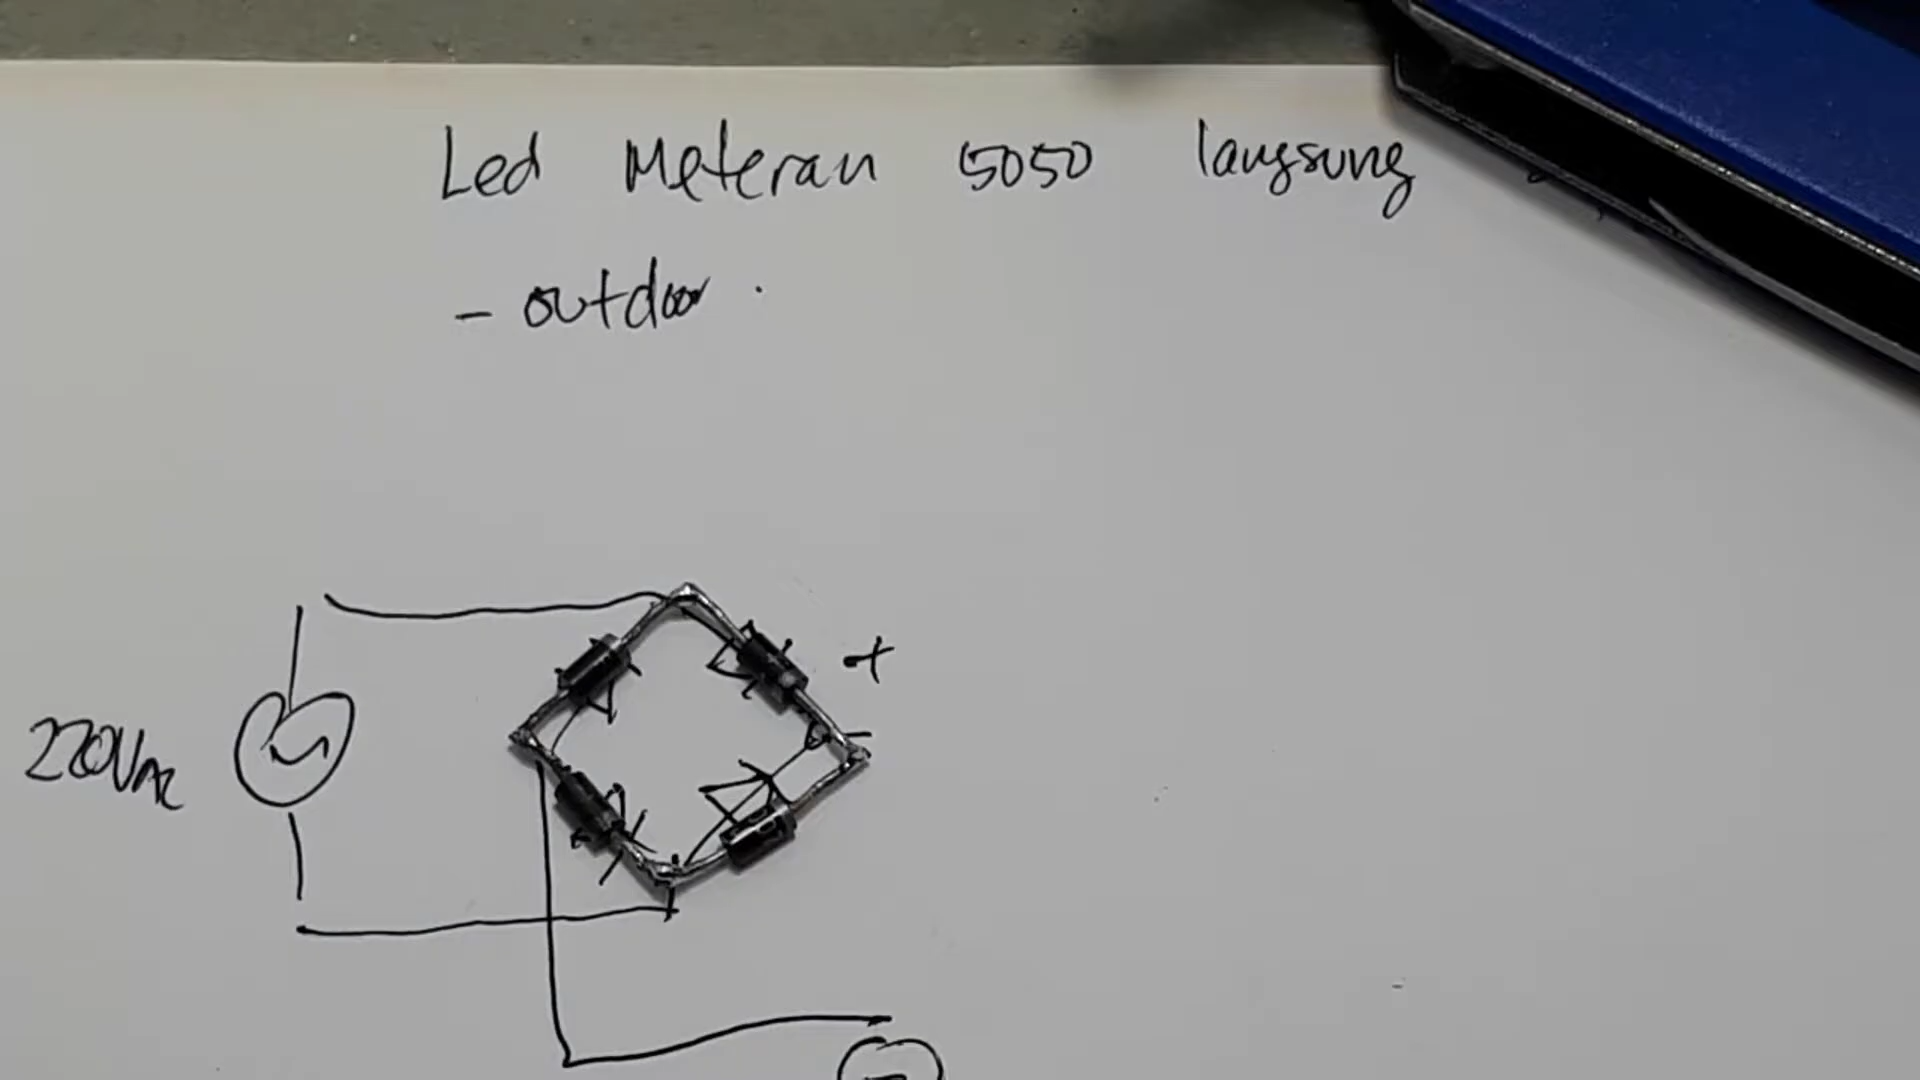 Led Meteran 5050 langsung
- outdoor.
+
220Vac
-